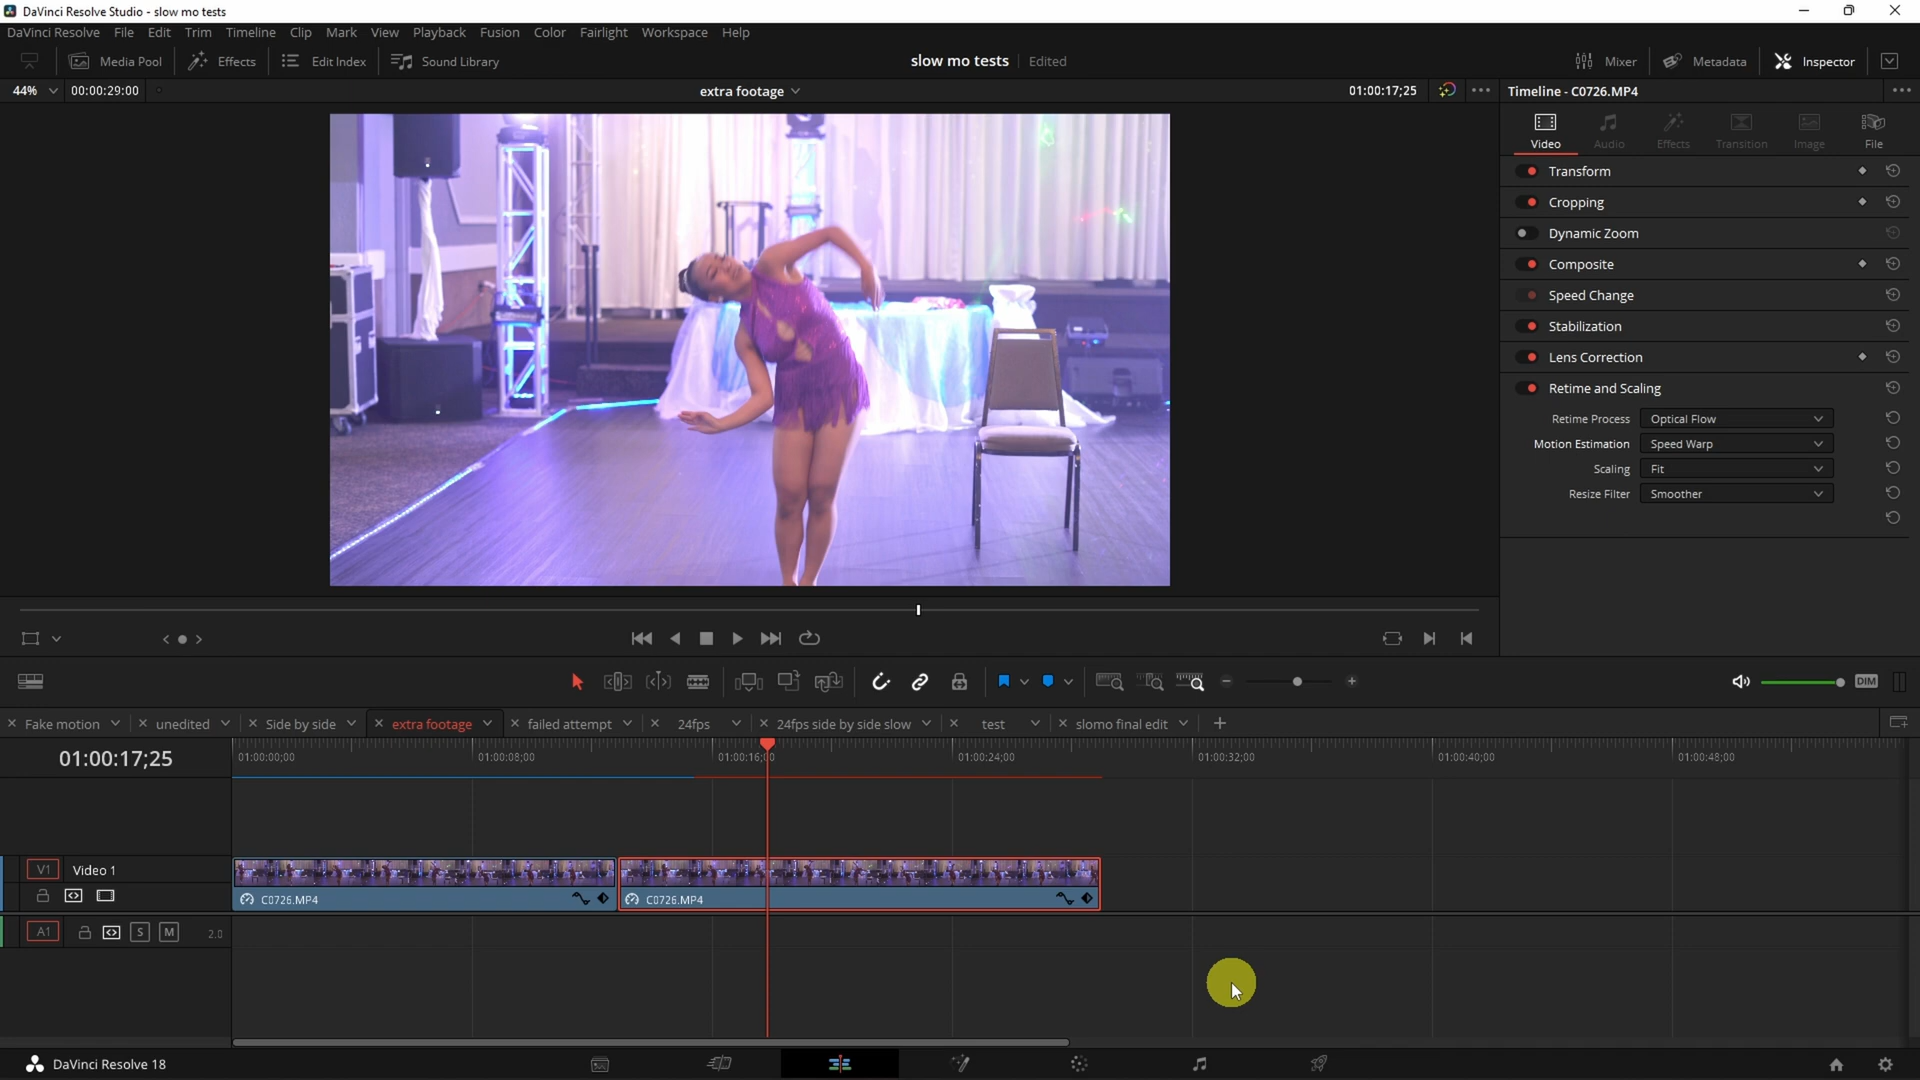 DaVinci Resolve Studio - slow mo tests
DaVinci Resolve File Edit Trim Timeline Clip Mark View Playback Fusion Color Fairlight Workspace Help
Media Pool Effects Edit Index Sound Library slow mo tests Edited Mixer Metadata Inspector
44% 00:00:29:00 extra footage 01:00:17;25 Timeline - C0726.MP4
Video Audio Effects Transition Image File
Transform
Cropping
Dynamic Zoom
Composite
Speed Change
Stabilization
Lens Correction
Retime and Scaling
Retime Process Optical Flow
Motion Estimation Speed Warp
Scaling Fit
Resize Filter Smoother
DIM
Fake motion unedited Side by side extra footage failed attempt 24fps 24fps side by side slow test slomo final edit
01:00:17;25 01:00:00;00 01:00:08;00 01:00:16;00 01:00:24;00 01:00:32;00 01:00:40;00 01:00:48;00
V1 Video 1
C0726.MP4 C0726.MP4
A1 S M 2.0
DaVinci Resolve 18